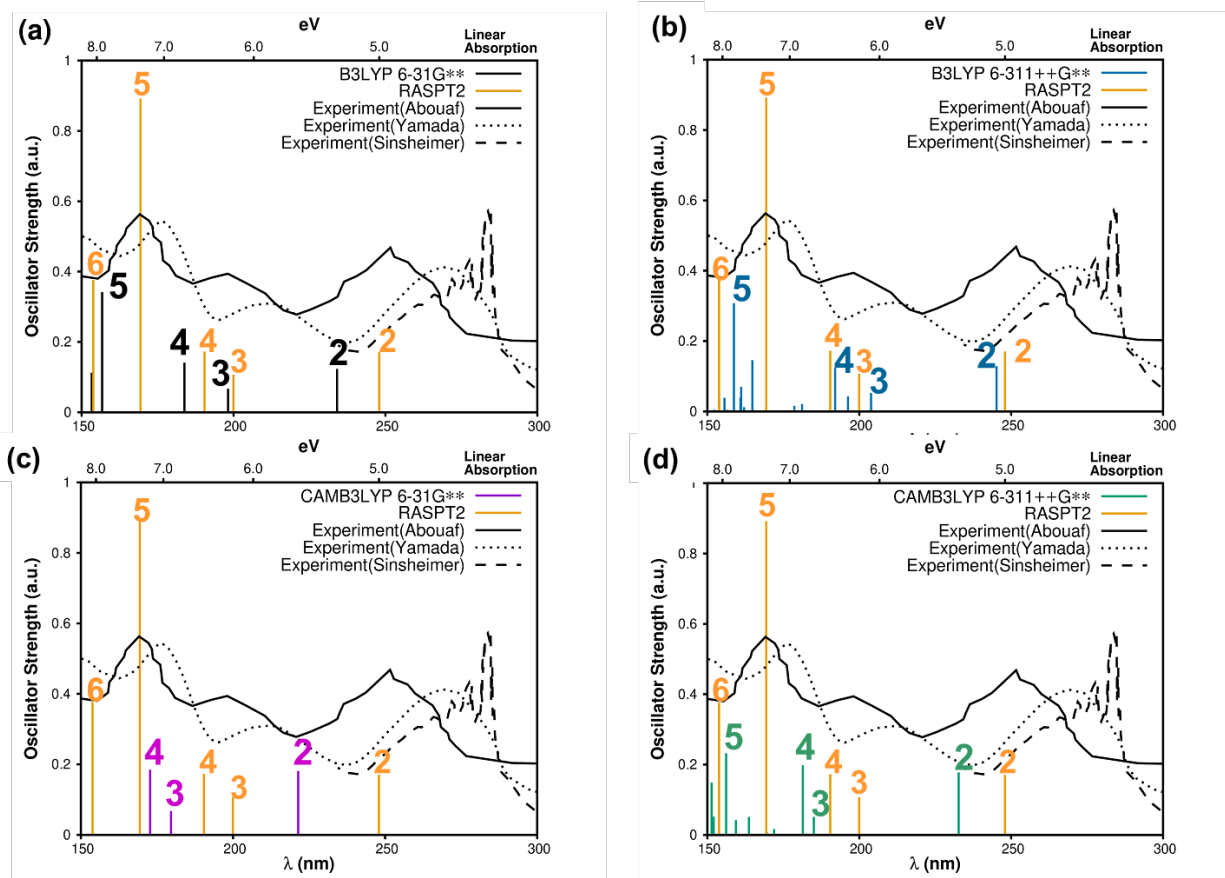 (a)
eV
8.0 7.0 6.0 5.0
Linear
Absorption
Oscillator Strength (a.u.)
1
0.8
0.6
0.4
0.2
0
B3LYP 6-31G**
RASPT2
Experiment(Abouaf)
Experiment(Yamada)
Experiment(Sinsheimer)
5
6
5
4
4
3
3
2
2
150 200 250 300
(b)
eV
8.0 7.0 6.0 5.0
Linear
Absorption
Oscillator Strength (a.u.)
1
0.8
0.6
0.4
0.2
0
B3LYP 6-311++G**
RASPT2
Experiment(Abouaf)
Experiment(Yamada)
Experiment(Sinsheimer)
5
6
5
4
4
3
3
2
2
150 200 250 300
(c)
eV
8.0 7.0 6.0 5.0
Linear
Absorption
Oscillator Strength (a.u.)
1
0.8
0.6
0.4
0.2
0
CAMB3LYP 6-31G**
RASPT2
Experiment(Abouaf)
Experiment(Yamada)
Experiment(Sinsheimer)
5
6
4
3
4
3
2
2
150 200 250 300
λ (nm)
(d)
eV
8.0 7.0 6.0 5.0
Linear
Absorption
Oscillator Strength (a.u.)
1
0.8
0.6
0.4
0.2
0
CAMB3LYP 6-311++G**
RASPT2
Experiment(Abouaf)
Experiment(Yamada)
Experiment(Sinsheimer)
5
6
5
4
3
4
3
2
2
150 200 250 300
λ (nm)